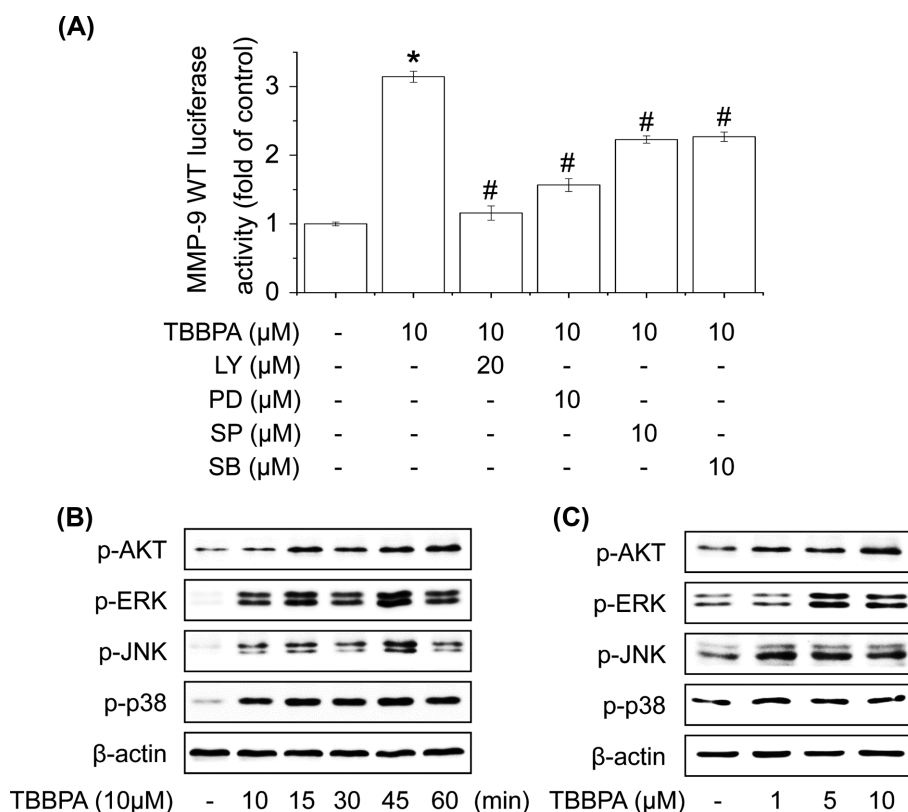 (A)
MMP-9 WT luciferase
activity (fold of control)
3
2
1
0
*
#
#
#
#
TBBPA (µM) - 10 10 10 10 10
LY (µM) - - 20 - - -
PD (µM) - - - 10 - -
SP (µM) - - - - 10 -
SB (µM) - - - - - 10
(B)
p-AKT
p-ERK
p-JNK
p-p38
β-actin
TBBPA (10µM) - 10 15 30 45 60 (min)
(C)
p-AKT
p-ERK
p-JNK
p-p38
β-actin
TBBPA (µM) - 1 5 10